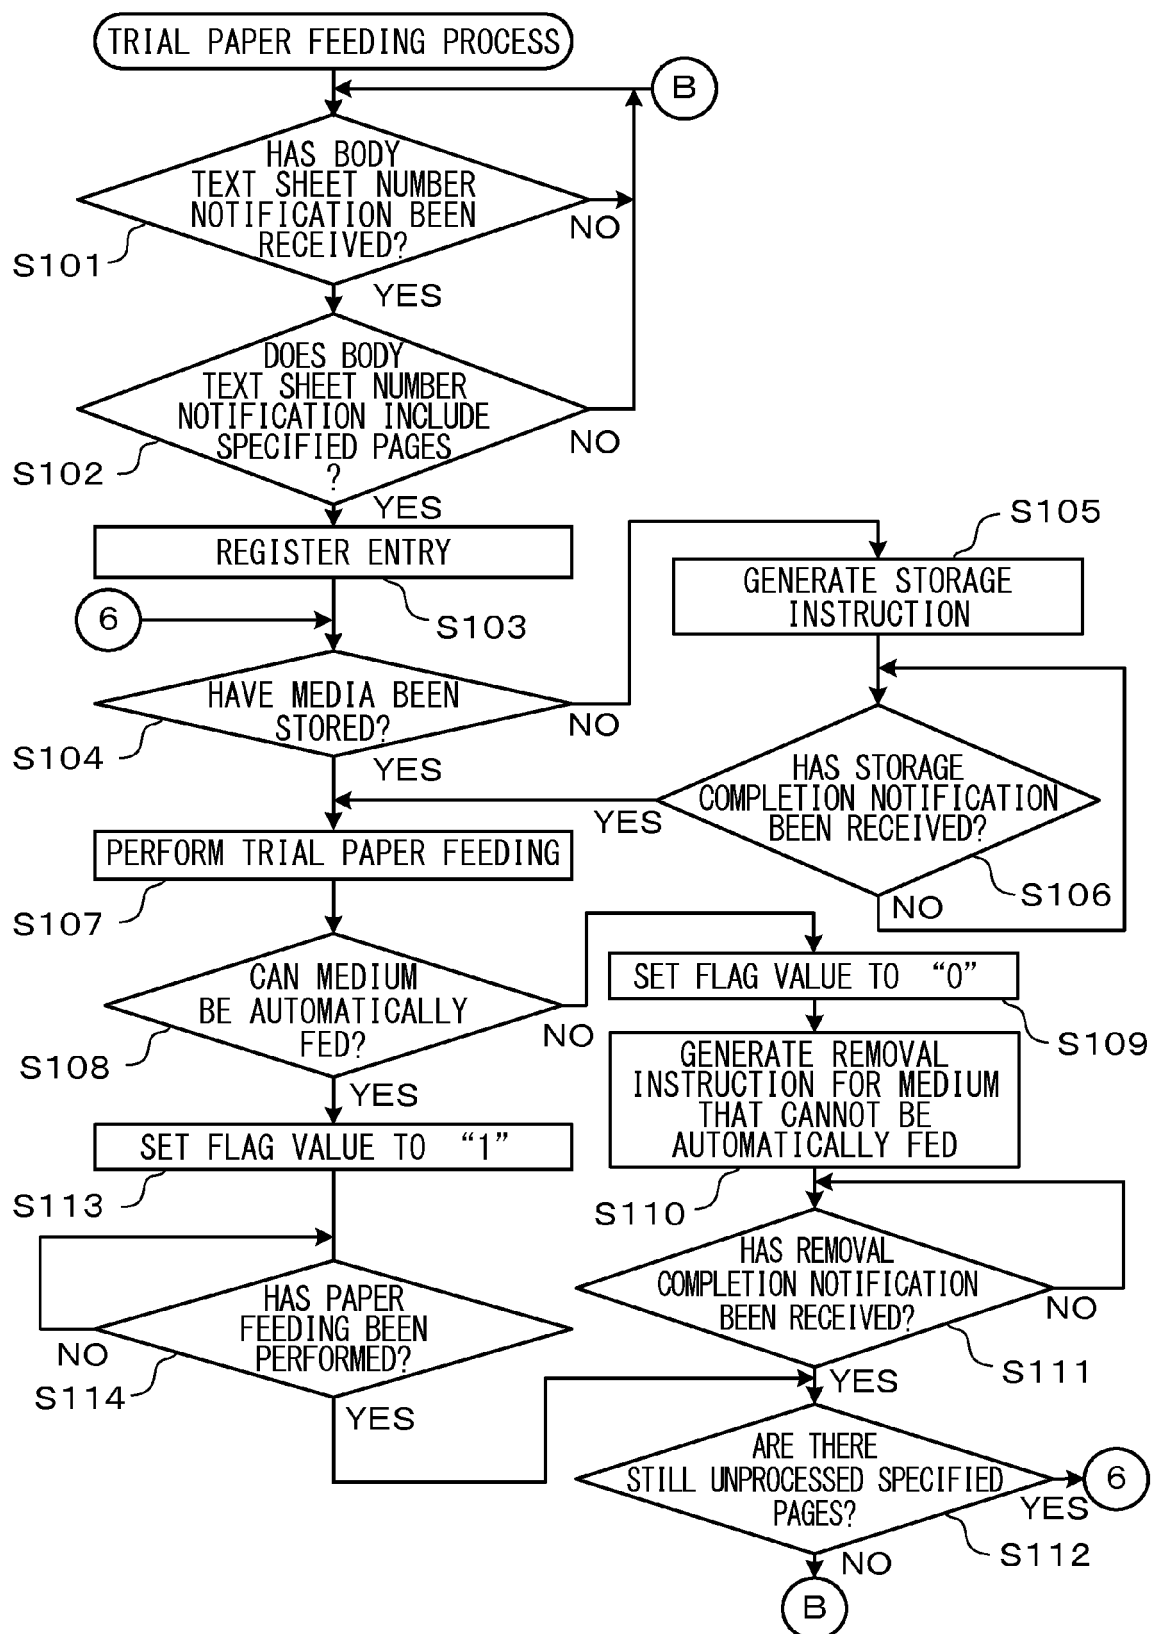 TRIAL PAPER FEEDING PROCESS
B
HAS BODY
TEXT SHEET NUMBER
NOTIFICATION BEEN
RECEIVED?
NO
S101
YES
DOES BODY
TEXT SHEET NUMBER
NOTIFICATION INCLUDE
SPECIFIED PAGES
?
NO
S102
YES
REGISTER ENTRY
S103
6
HAVE MEDIA BEEN
STORED?
NO
S104
YES
S105
GENERATE STORAGE
INSTRUCTION
HAS STORAGE
COMPLETION NOTIFICATION
BEEN RECEIVED?
YES
S106
NO
PERFORM TRIAL PAPER FEEDING
S107
CAN MEDIUM
BE AUTOMATICALLY
FED?
NO
S108
YES
SET FLAG VALUE TO “0”
S109
GENERATE REMOVAL
INSTRUCTION FOR MEDIUM
THAT CANNOT BE
AUTOMATICALLY FED
S110
SET FLAG VALUE TO “1”
S113
HAS PAPER
FEEDING BEEN
PERFORMED?
NO
S114
YES
HAS REMOVAL
COMPLETION NOTIFICATION
BEEN RECEIVED?
NO
S111
YES
ARE THERE
STILL UNPROCESSED SPECIFIED
PAGES?
YES
6
S112
NO
B